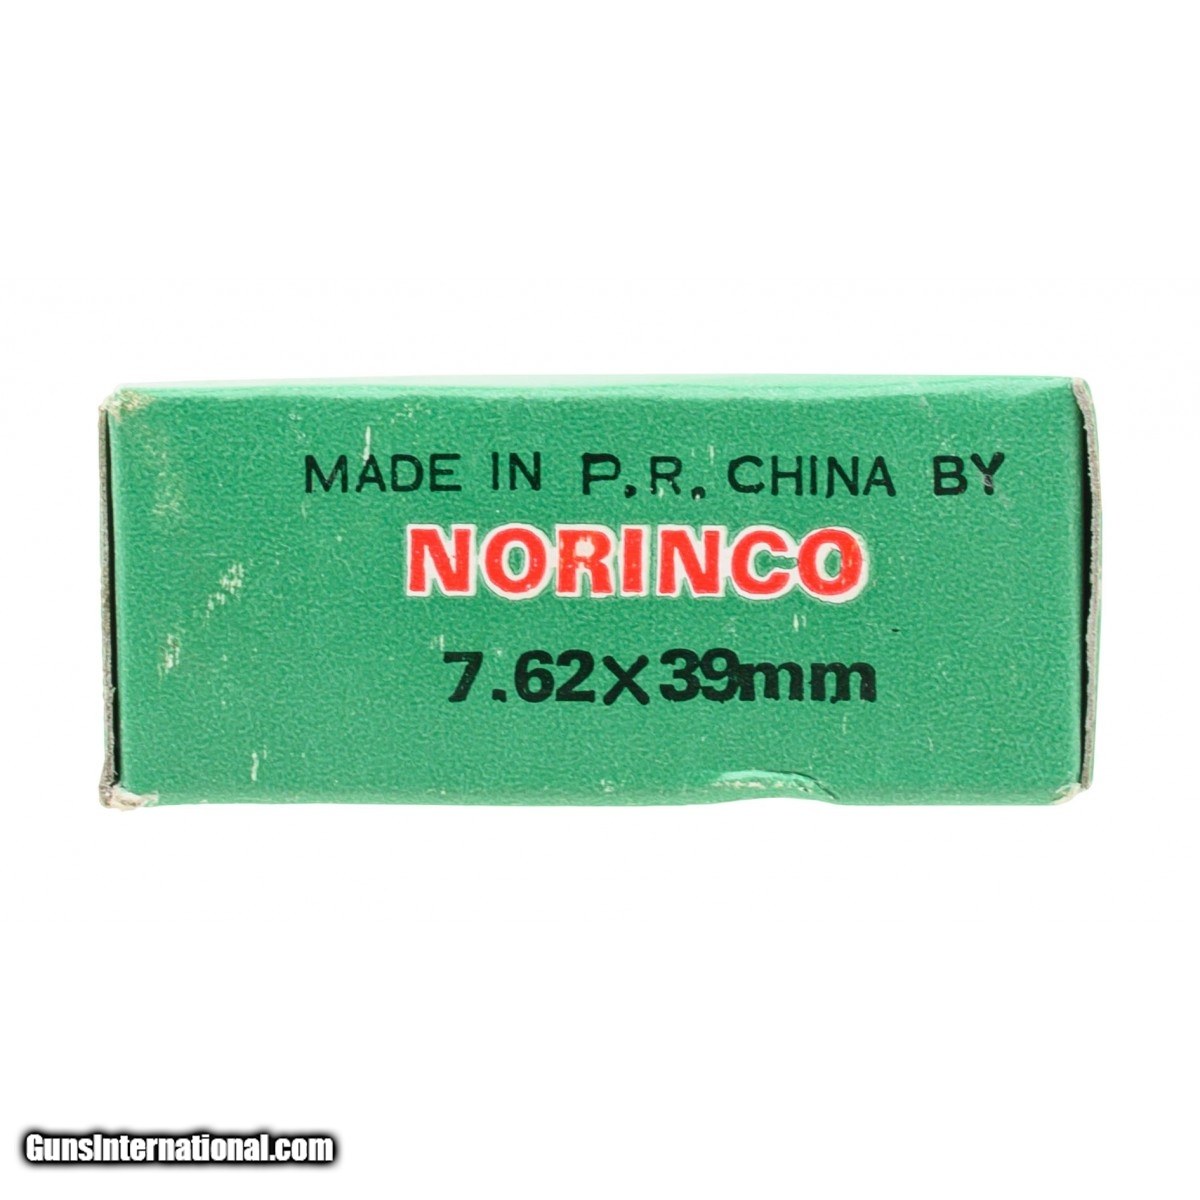 MADE IN P.R. CHINA BY
NORINCO
7.62×39mm
GunsInternational.com